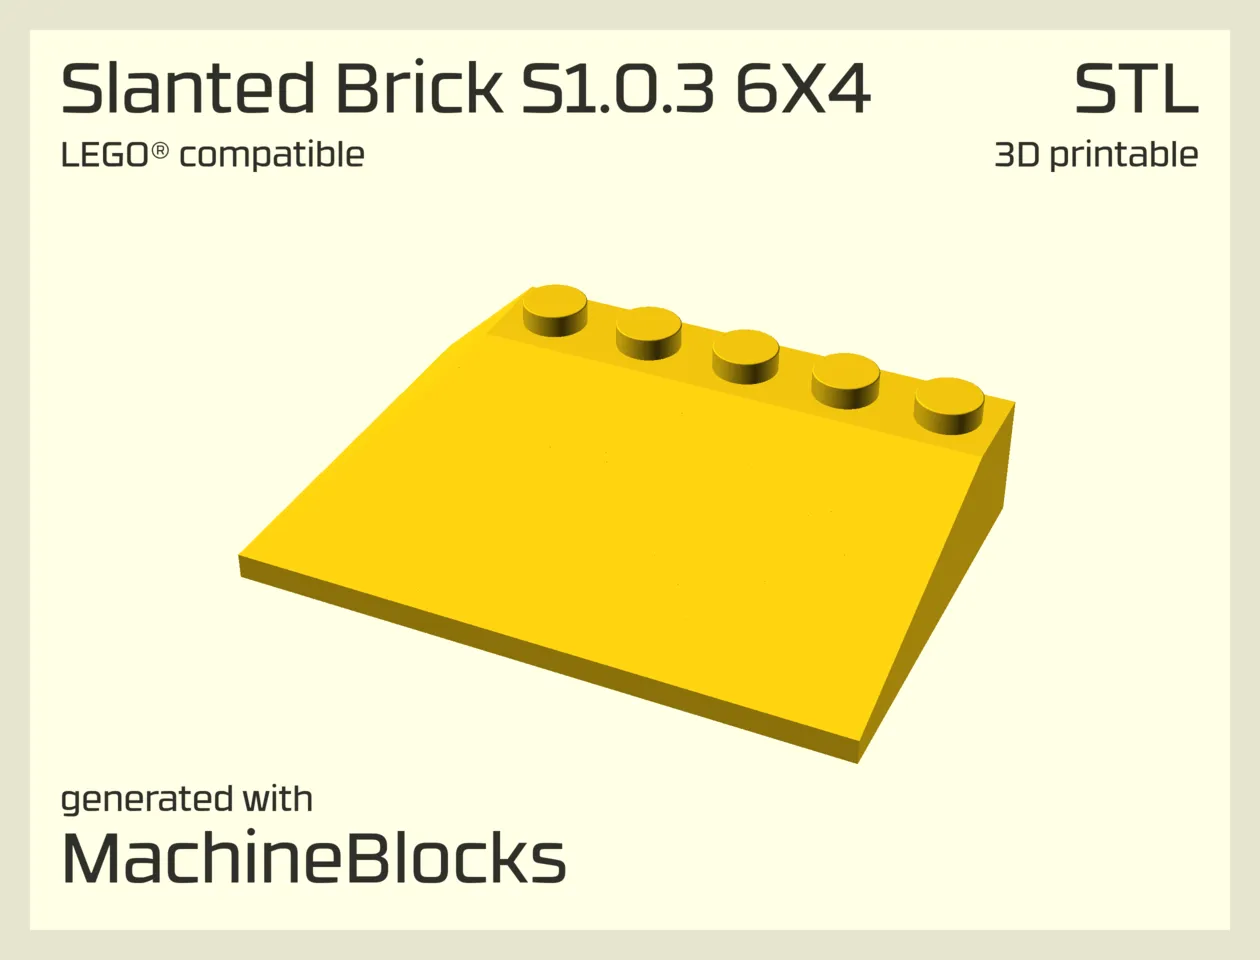 Slanted Brick S1.0.3 6X4
STL
LEGO® compatible
3D printable
generated with
MachineBlocks